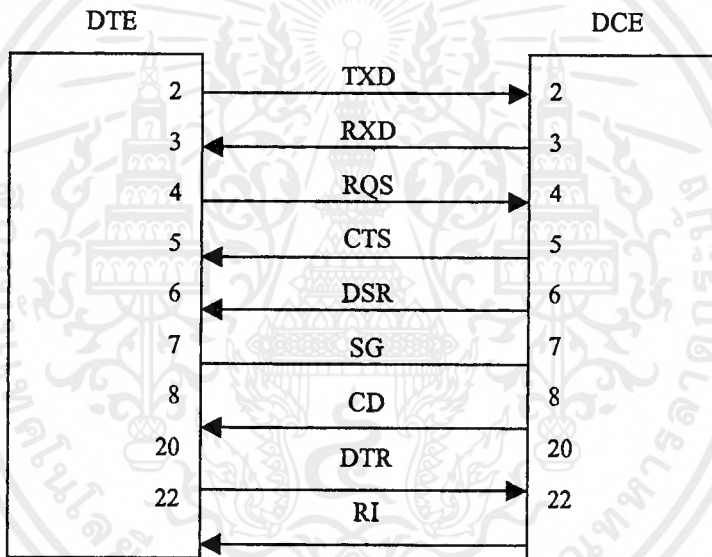 DTE DCE
2 TXD 2
3 RXD 3
4 RQS 4
5 CTS 5
6 DSR 6
7 SG 7
8 CD 8
20 DTR 20
22 RI 22